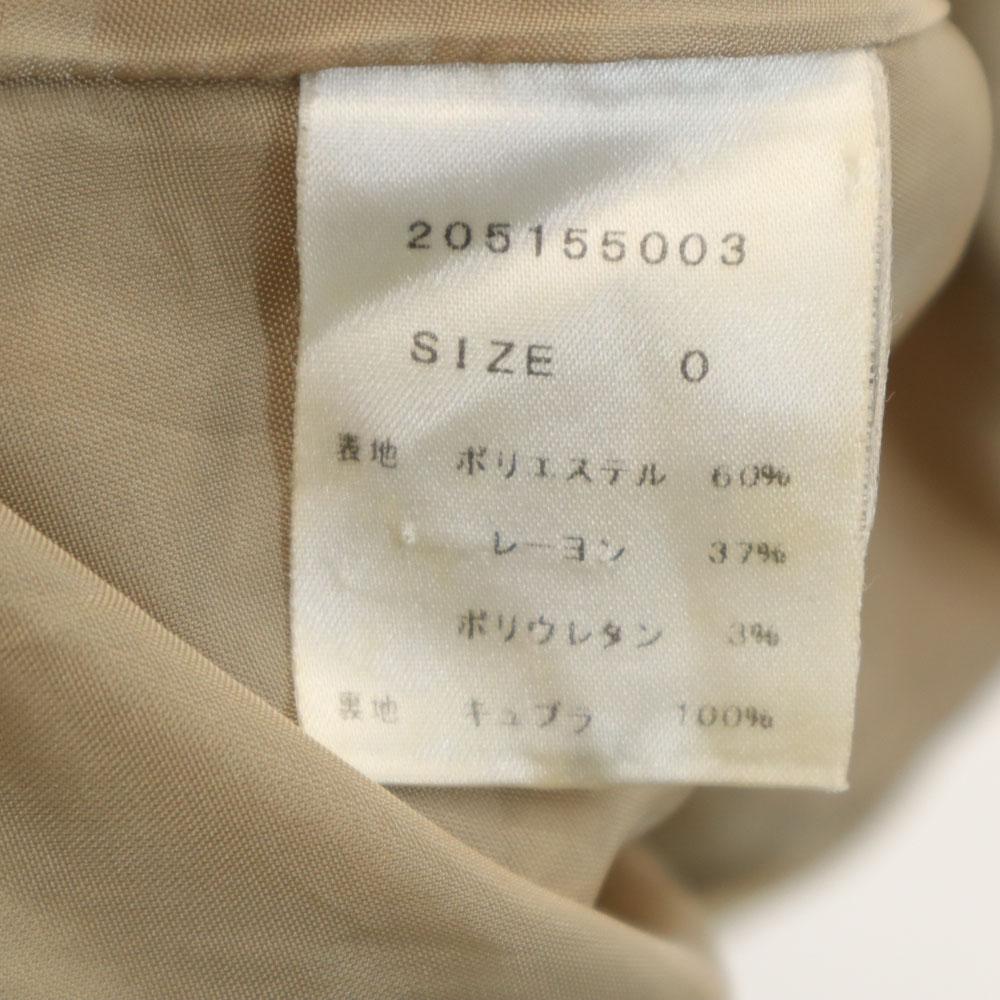 205155003
SIZE 0
表地 ポリエステル 60%
レーヨン 37%
ポリウレタン 3%
裏地 キュプラ 100%